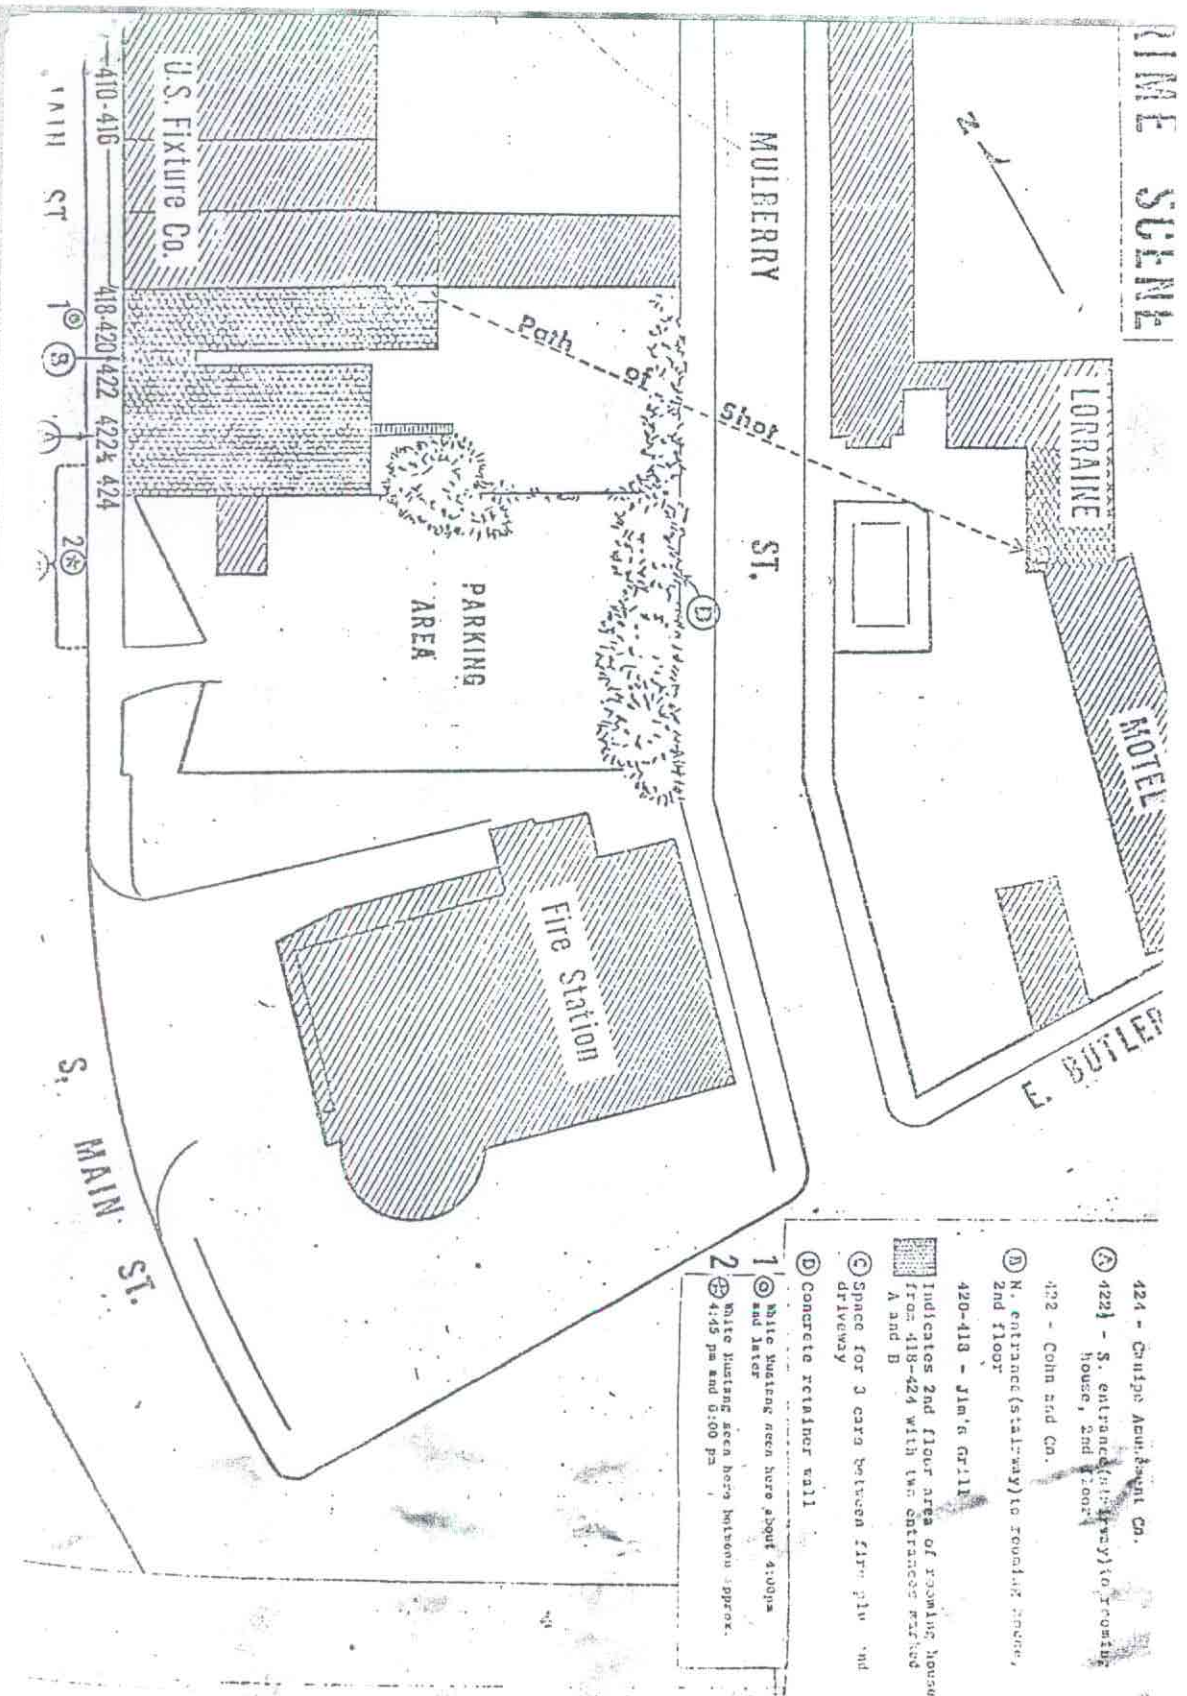 SCENE
LORRAINE
MOTEL
E. BUTLER
MULBERRY
ST.
Path
of
Shot
D
U.S. Fixture Co.
PARKING
AREA
Fire Station
410-416
418-420
422
422½
424
ST
1
B
A
2
S. MAIN ST.
424 - Canipe Amusement Co.
A 422½ - S. entrance (stairway) to rooming
house, 2nd floor
422 - Cohn and Co.
B N. entrance (stairway) to rooming house,
2nd floor
420-418 - Jim's Grill
Indicates 2nd floor area of rooming house
from 418-424 with two entrances marked
A and B
C Space for 3 cars between fire
driveway
D Concrete retainer wall
1 White Mustang seen here about 4:00pm
and later
2 White Mustang seen here between approx.
4:45 pm and 6:00 pm